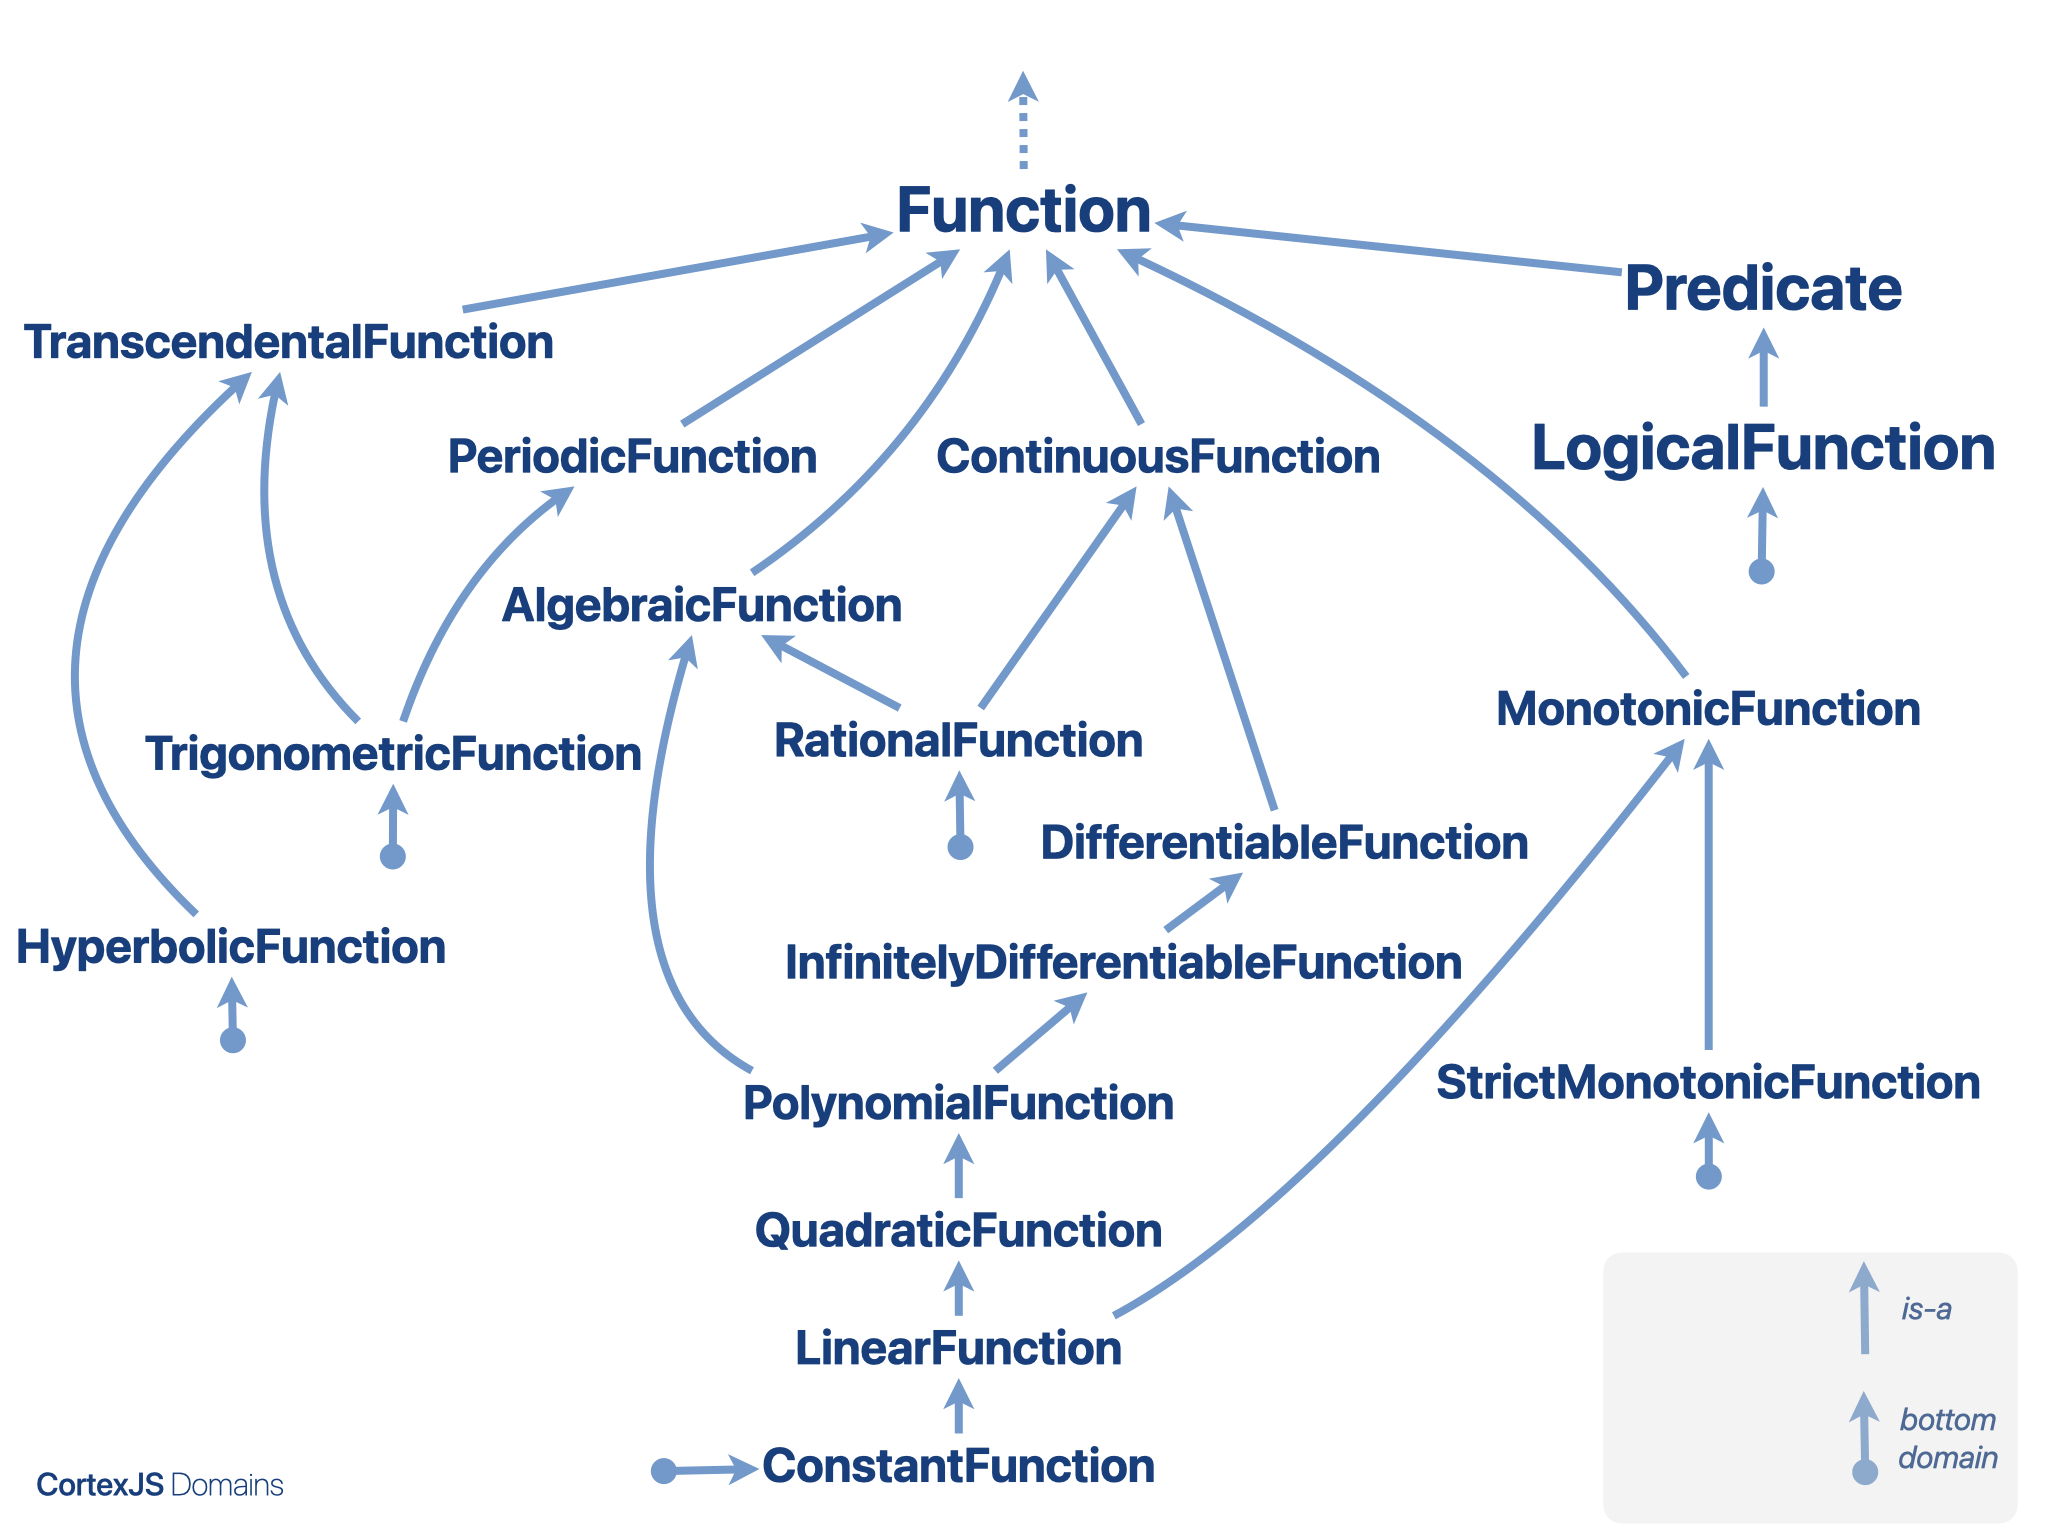 Function
Predicate
TranscendentalFunction
LogicalFunction
PeriodicFunction
ContinuousFunction
AlgebraicFunction
MonotonicFunction
TrigonometricFunction
RationalFunction
DifferentiableFunction
HyperbolicFunction
InfinitelyDifferentiableFunction
StrictMonotonicFunction
PolynomialFunction
QuadraticFunction
LinearFunction
ConstantFunction
is-a
bottom
domain
CortexJS Domains